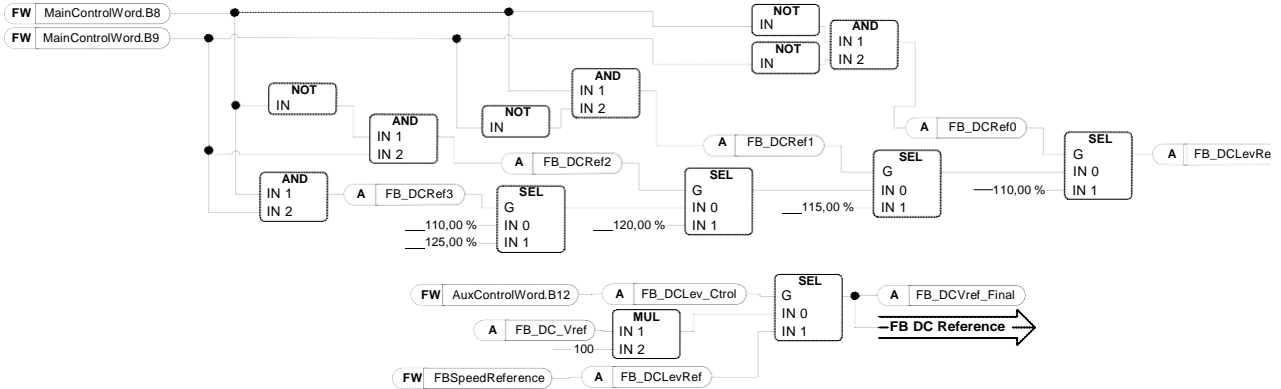 FW MainControlWord.B8
FW MainControlWord.B9
NOT
IN
NOT
IN
AND
IN 1
IN 2
AND
IN 1
IN 2
NOT
IN
NOT
IN
AND
IN 1
IN 2
A FB_DCRef0
A FB_DCRef1
A FB_DCRef2
SEL
G
IN 0
110,00 % IN 1
A FB_DCLevRe
SEL
G
IN 0
115,00 % IN 1
SEL
G
IN 0
120,00 % IN 1
AND
IN 1
IN 2
A FB_DCRef3
SEL
G
110,00 % IN 0
125,00 % IN 1
FW AuxControlWord.B12 A FB_DCLev_Ctrol
SEL
G
IN 0
IN 1
A FB_DCVref_Final
FB DC Reference
A FB_DC_Vref
MUL
IN 1
100 IN 2
FW FBSpeedReference A FB_DCLevRef